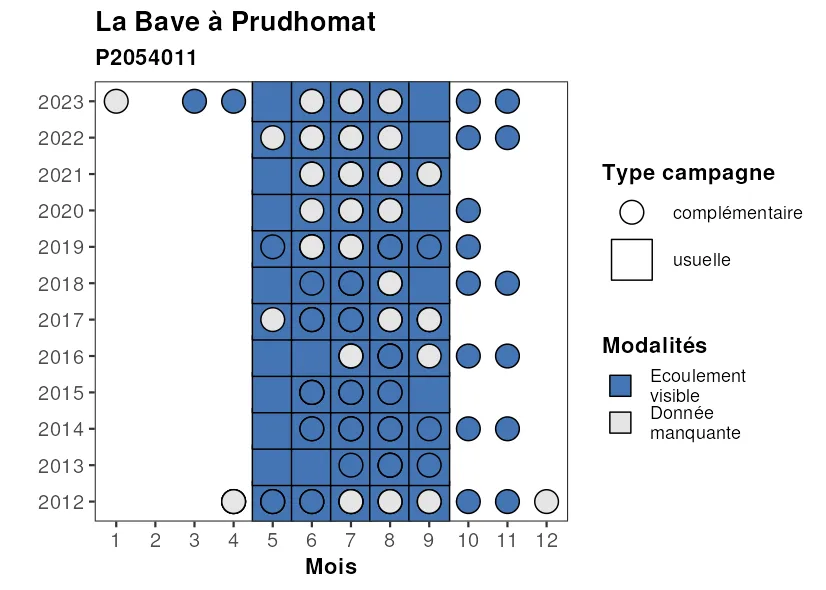 La Bave à Prudhomat
P2054011
2023
2022
2021
2020
2019
2018
2017
2016
2015
2014
2013
2012
1 2 3 4 5 6 7 8 9 10 11 12
Mois
Type campagne
complémentaire
usuelle
Modalités
Ecoulement
visible
Donnée
manquante